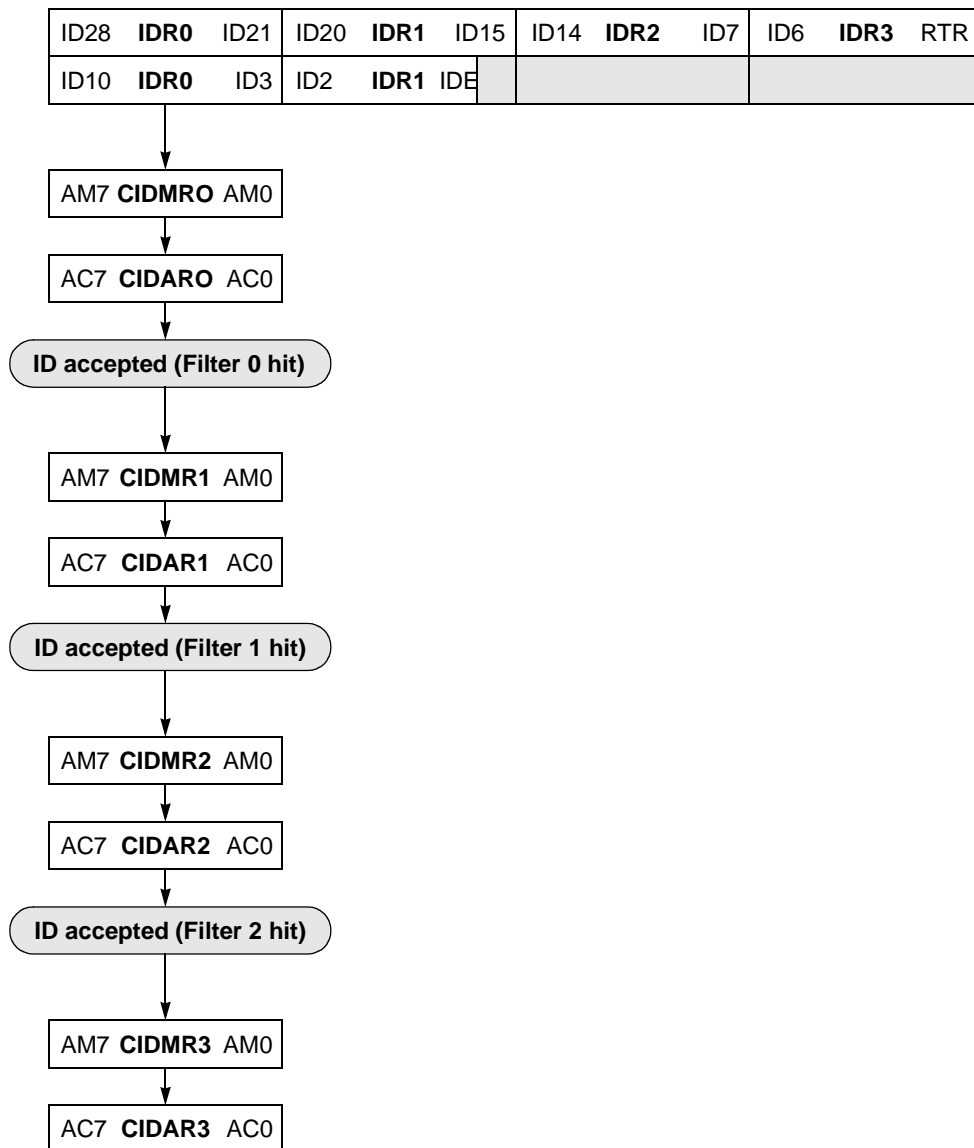 ID28 IDR0 ID21 ID20 IDR1 ID15 ID14 IDR2 ID7 ID6 IDR3 RTR
ID10 IDR0 ID3 ID2 IDR1 IDE
AM7 CIDMRO AM0
AC7 CIDARO AC0
ID accepted (Filter 0 hit)
AM7 CIDMR1 AM0
AC7 CIDAR1 AC0
ID accepted (Filter 1 hit)
AM7 CIDMR2 AM0
AC7 CIDAR2 AC0
ID accepted (Filter 2 hit)
AM7 CIDMR3 AM0
AC7 CIDAR3 AC0